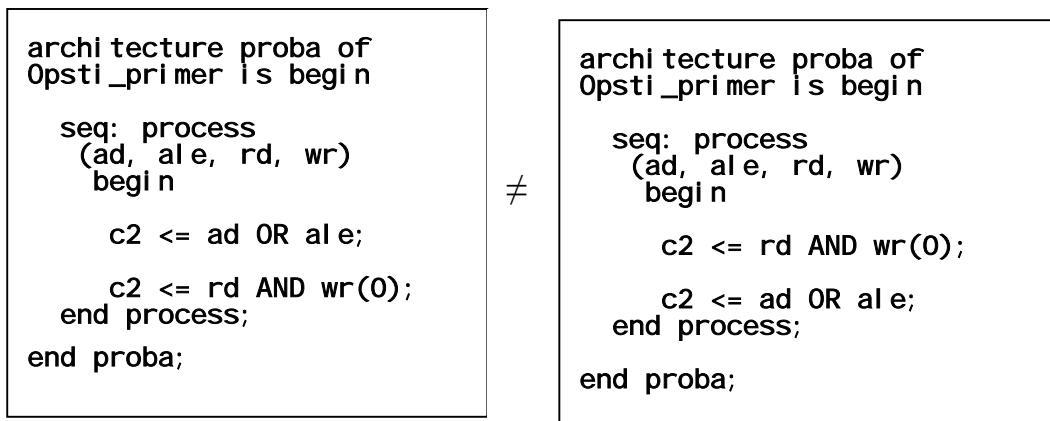 architecture proba of
Opsti_primer is begin
seq: process
(ad, ale, rd, wr)
begin
c2 <= ad OR ale;
c2 <= rd AND wr(0);
end process;
end proba;
≠
architecture proba of
Opsti_primer is begin
seq: process
(ad, ale, rd, wr)
begin
c2 <= rd AND wr(0);
c2 <= ad OR ale;
end process;
end proba;